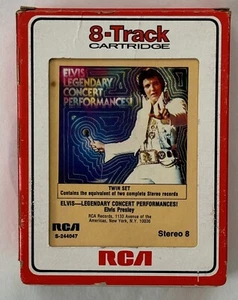 8-Track
CARTRIDGE
ELVIS
LEGENDARY
CONCERT
PERFORMANCES!
TWIN SET
Contains the equivalent of two complete Stereo records
ELVIS—LEGENDARY CONCERT PERFORMANCES!
Elvis Presley
RCA Records, 1133 Avenue of the
Americas, New York, N.Y. 10036
RCA
S-244047
Stereo 8
RCA